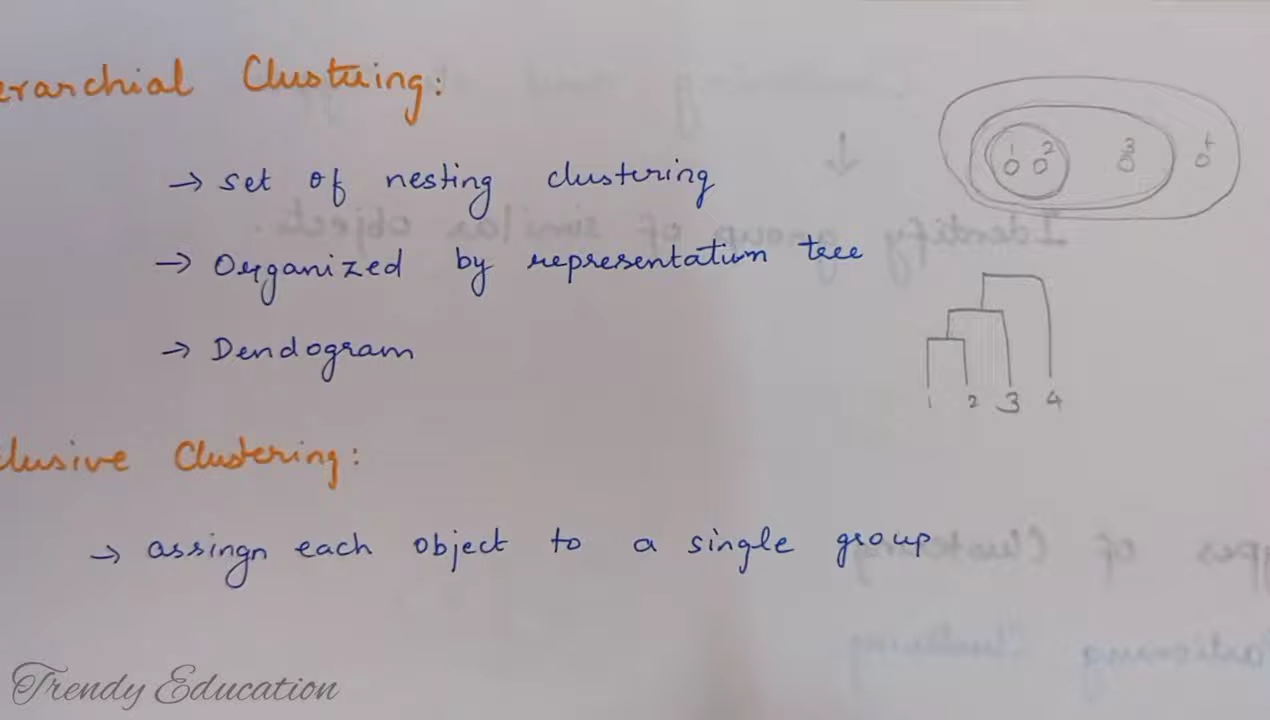 erarchial Clustering:
→ set of nesting clustering
→ Organized by representation tree
→ Dendogram
1 2 3 4
1 2 3 4
lusive Clustering:
→ assingn each object to a single group
Trendy Education